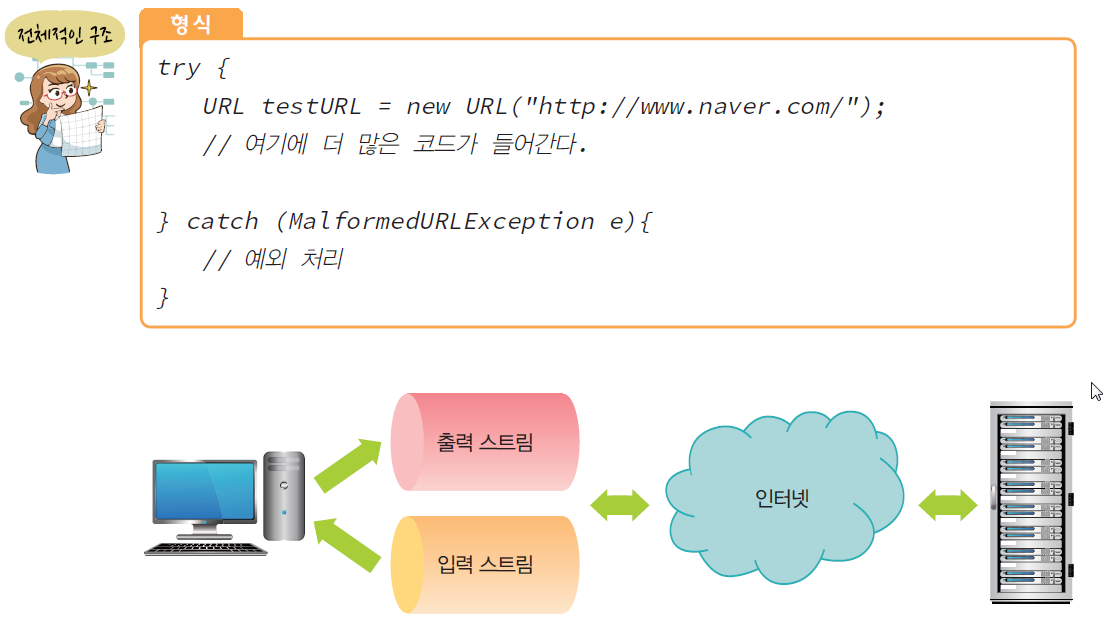 전체적인 구조
형식
try {
URL testURL = new URL("http://www.naver.com/");
// 여기에 더 많은 코드가 들어간다.
} catch (MalformedURLException e){
// 예외 처리
}
출력 스트림
인터넷
입력 스트림